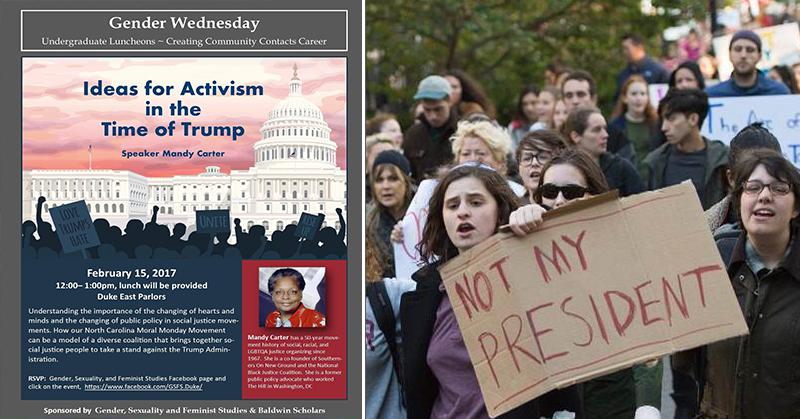 Gender Wednesday
Undergraduate Luncheons ~ Creating Community Contacts Career
Ideas for Activism
in the
Time of Trump
Speaker Mandy Carter
LOVE
TRUMPS
HATE
UNITE
RISE
UP!
February 15, 2017
12:00– 1:00pm, lunch will be provided
Duke East Parlors
Understanding the importance of the changing of hearts and
minds and the changing of public policy in social justice move-
ments. How our North Carolina Moral Monday Movement
can be a model of a diverse coalition that brings together so-
cial justice people to take a stand against the Trump Admin-
istration.
RSVP: Gender, Sexuality, and Feminist Studies Facebook page and
click on the event, https://www.facebook.com/GSFS.Duke/
Mandy Carter has a 50-year move-
ment history of social, racial, and
LGBTQA justice organizing since
1967. She is a co-founder of Southern-
ers On New Ground and the National
Black Justice Coalition. She is a former
public policy advocate who worked
the Hill in Washington, DC
Sponsored by Gender, Sexuality and Feminist Studies & Baldwin Scholars
NOT MY
PRESIDENT
The Arc of